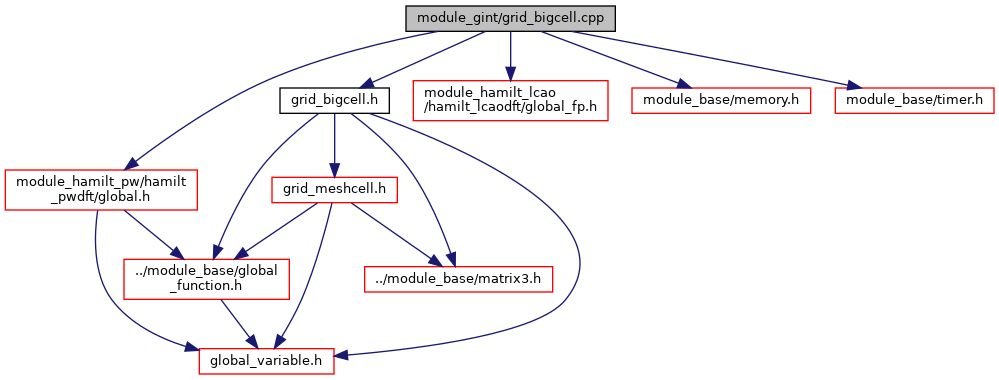 module_gint/grid_bigcell.cpp
grid_bigcell.h
module_hamilt_lcao
/hamilt_lcaodft/global_fp.h
module_base/memory.h
module_base/timer.h
module_hamilt_pw/hamilt
_pwdft/global.h
grid_meshcell.h
../module_base/global
_function.h
../module_base/matrix3.h
global_variable.h